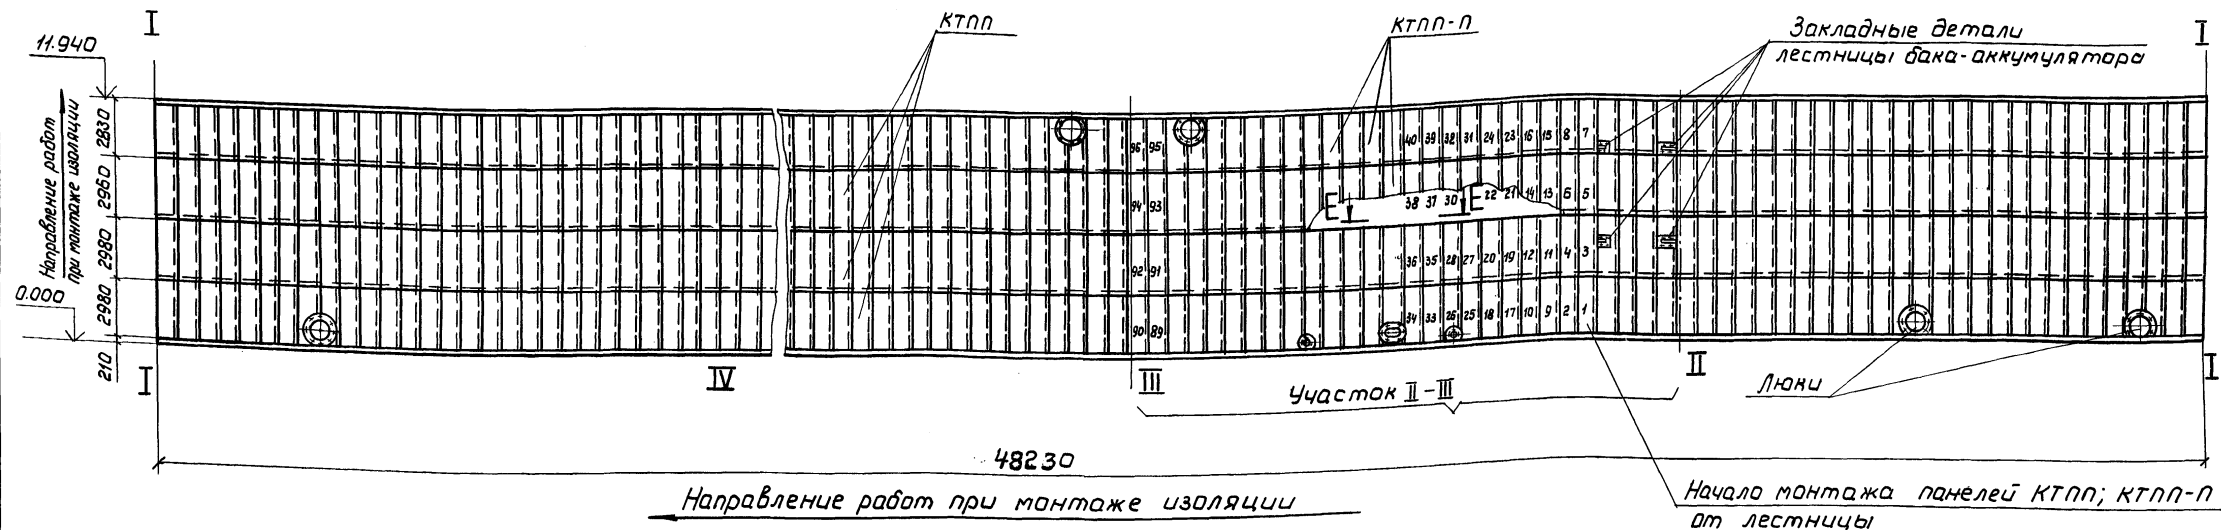 I
КТПП
КТПП-П
Закладные детали
лестницы бака-аккумулятора
I
11.940
Направление работ
при монтаже изоляции
2830
2960
2980
2980
210
0.000
40 39 32 31 24 23 16 15 8 7
96 95
Е Е
38 37 30 22 21 14 13 6 5
94 93
36 35 28 27 20 19 12 11 4 3
92 91
34 33 26 25 18 17 10 9 2 1
90 89
I
IV
III
II
I
Участок II-III
Люки
48230
Направление работ при монтаже изоляции
Начало монтажа панелей КТПП; КТПП-П
от лестницы